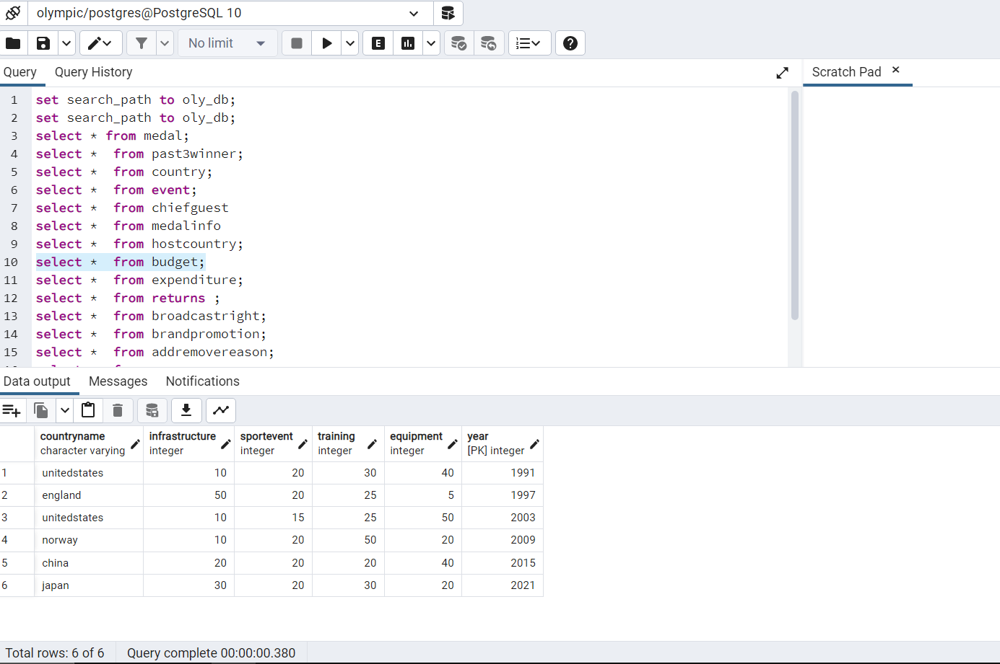 olympic/postgres@PostgreSQL 10
No limit
E
Query Query History
Scratch Pad
1 set search_path to oly_db;
2 set search_path to oly_db;
3 select * from medal;
4 select * from past3winner;
5 select * from country;
6 select * from event;
7 select * from chiefguest
8 select * from medalinfo
9 select * from hostcountry;
10 select * from budget;
11 select * from expenditure;
12 select * from returns ;
13 select * from broadcastright;
14 select * from brandpromotion;
15 select * from addremovereason;
Data output Messages Notifications
countryname infrastructure sportevent training equipment year
character varying integer integer integer integer [PK] integer
1 unitedstates 10 20 30 40 1991
2 england 50 20 25 5 1997
3 unitedstates 10 15 25 50 2003
4 norway 10 20 50 20 2009
5 china 20 20 20 40 2015
6 japan 30 20 30 20 2021
Total rows: 6 of 6 Query complete 00:00:00.380